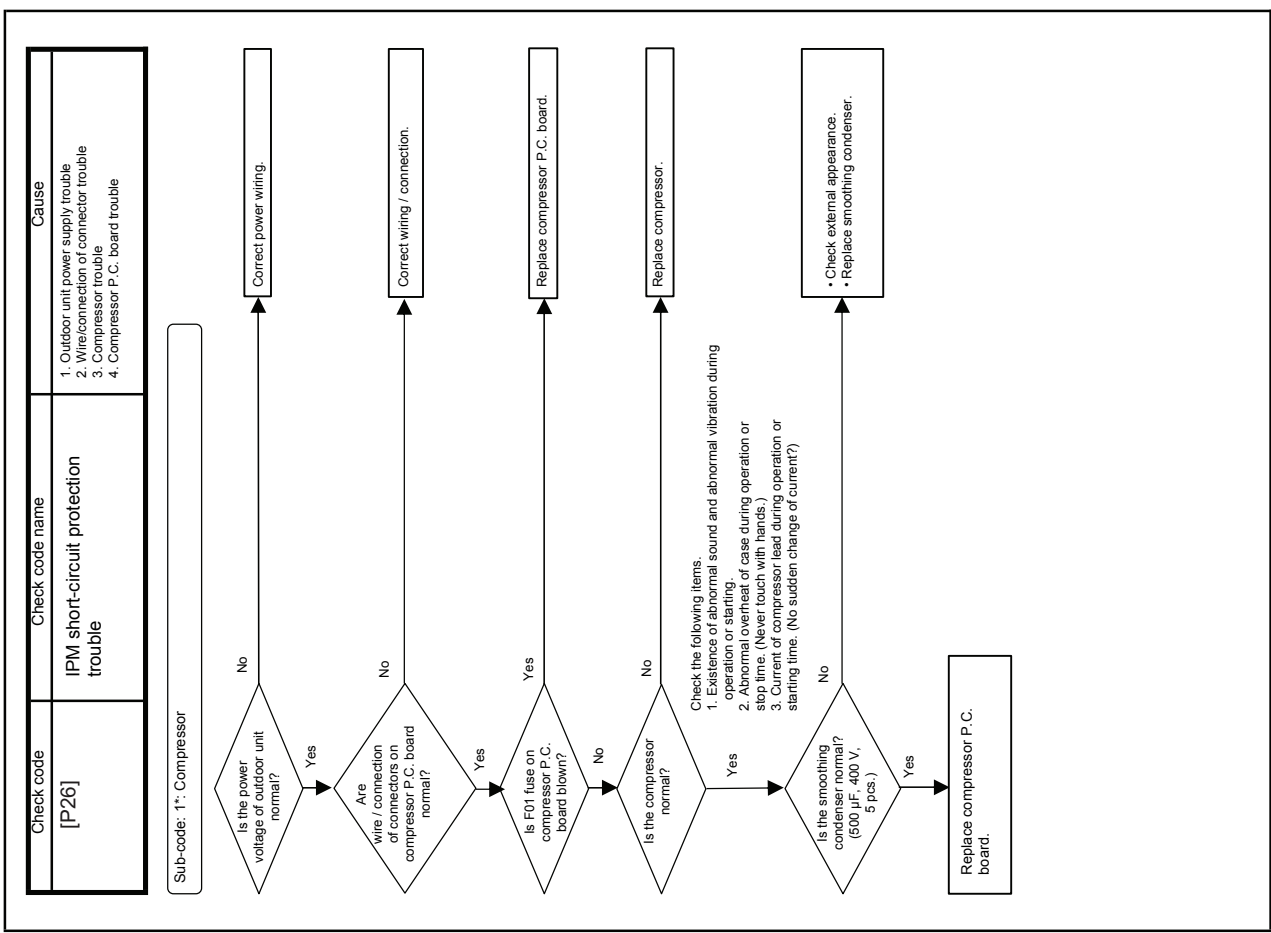 Check code
Check code name
Cause
[P26]
IPM short-circuit protection
trouble
1. Outdoor unit power supply trouble
2. Wire/connection of connector trouble
3. Compressor trouble
4. Compressor P.C. board trouble
Sub-code: 1*: Compressor
Is the power
voltage of outdoor unit
normal?
No
Correct power wiring.
Yes
Are
wire / connection
of connectors on
compressor P.C. board
normal?
No
Correct wiring / connection.
Yes
Is F01 fuse on
compressor P.C.
board blown?
Yes
Replace compressor P.C. board.
No
Is the compressor
normal?
No
Replace compressor.
Yes
Check the following items.
1. Existence of abnormal sound and abnormal vibration during
operation or starting.
2. Abnormal overheat of case during operation or
stop time. (Never touch with hands.)
3. Current of compressor lead during operation or
starting time. (No sudden change of current?)
Is the smoothing
condenser normal?
(500 µF, 400 V,
5 pcs.)
No
• Check external appearance.
• Replace smoothing condenser.
Yes
Replace compressor P.C.
board.